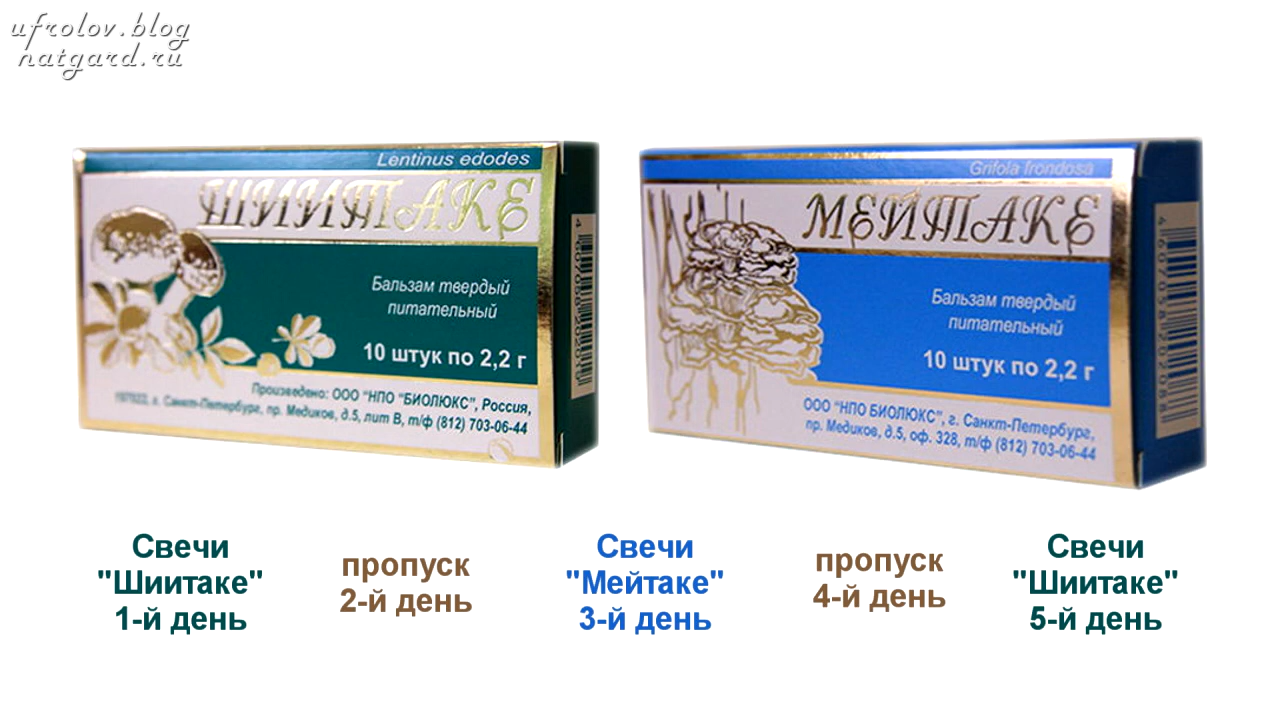 ufrolov.blog
natgard.ru
Lentinus edodes
ШИИТАКЕ
Бальзам твердый
питательный
10 штук по 2,2 г
Произведено: ООО "НПО "БИОЛЮКС", Россия,
197022, г. Санкт-Петербург, пр. Медиков, д.5, лит В, т/ф (812) 703-06-44
Grifola frondosa
МЕЙТАКЕ
Бальзам твердый
питательный
10 штук по 2,2 г
ООО "НПО БИОЛЮКС", г. Санкт-Петербург,
пр. Медиков, д.5, оф. 328, т/ф (812) 703-06-44
Свечи
"Шиитаке"
1-й день
пропуск
2-й день
Свечи
"Мейтаке"
3-й день
пропуск
4-й день
Свечи
"Шиитаке"
5-й день